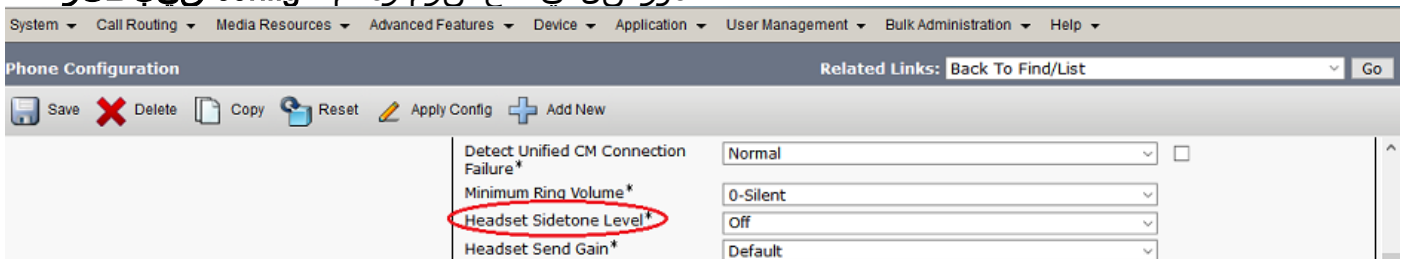 System Call Routing Media Resources Advanced Features Device Application User Management Bulk Administration Help
Phone Configuration Related Links: Back To Find/List Go
Save Delete Copy Reset Apply Config Add New
Detect Unified CM Connection Failure* Normal
Minimum Ring Volume* 0-Silent
Headset Sidetone Level* Off
Headset Send Gain* Default